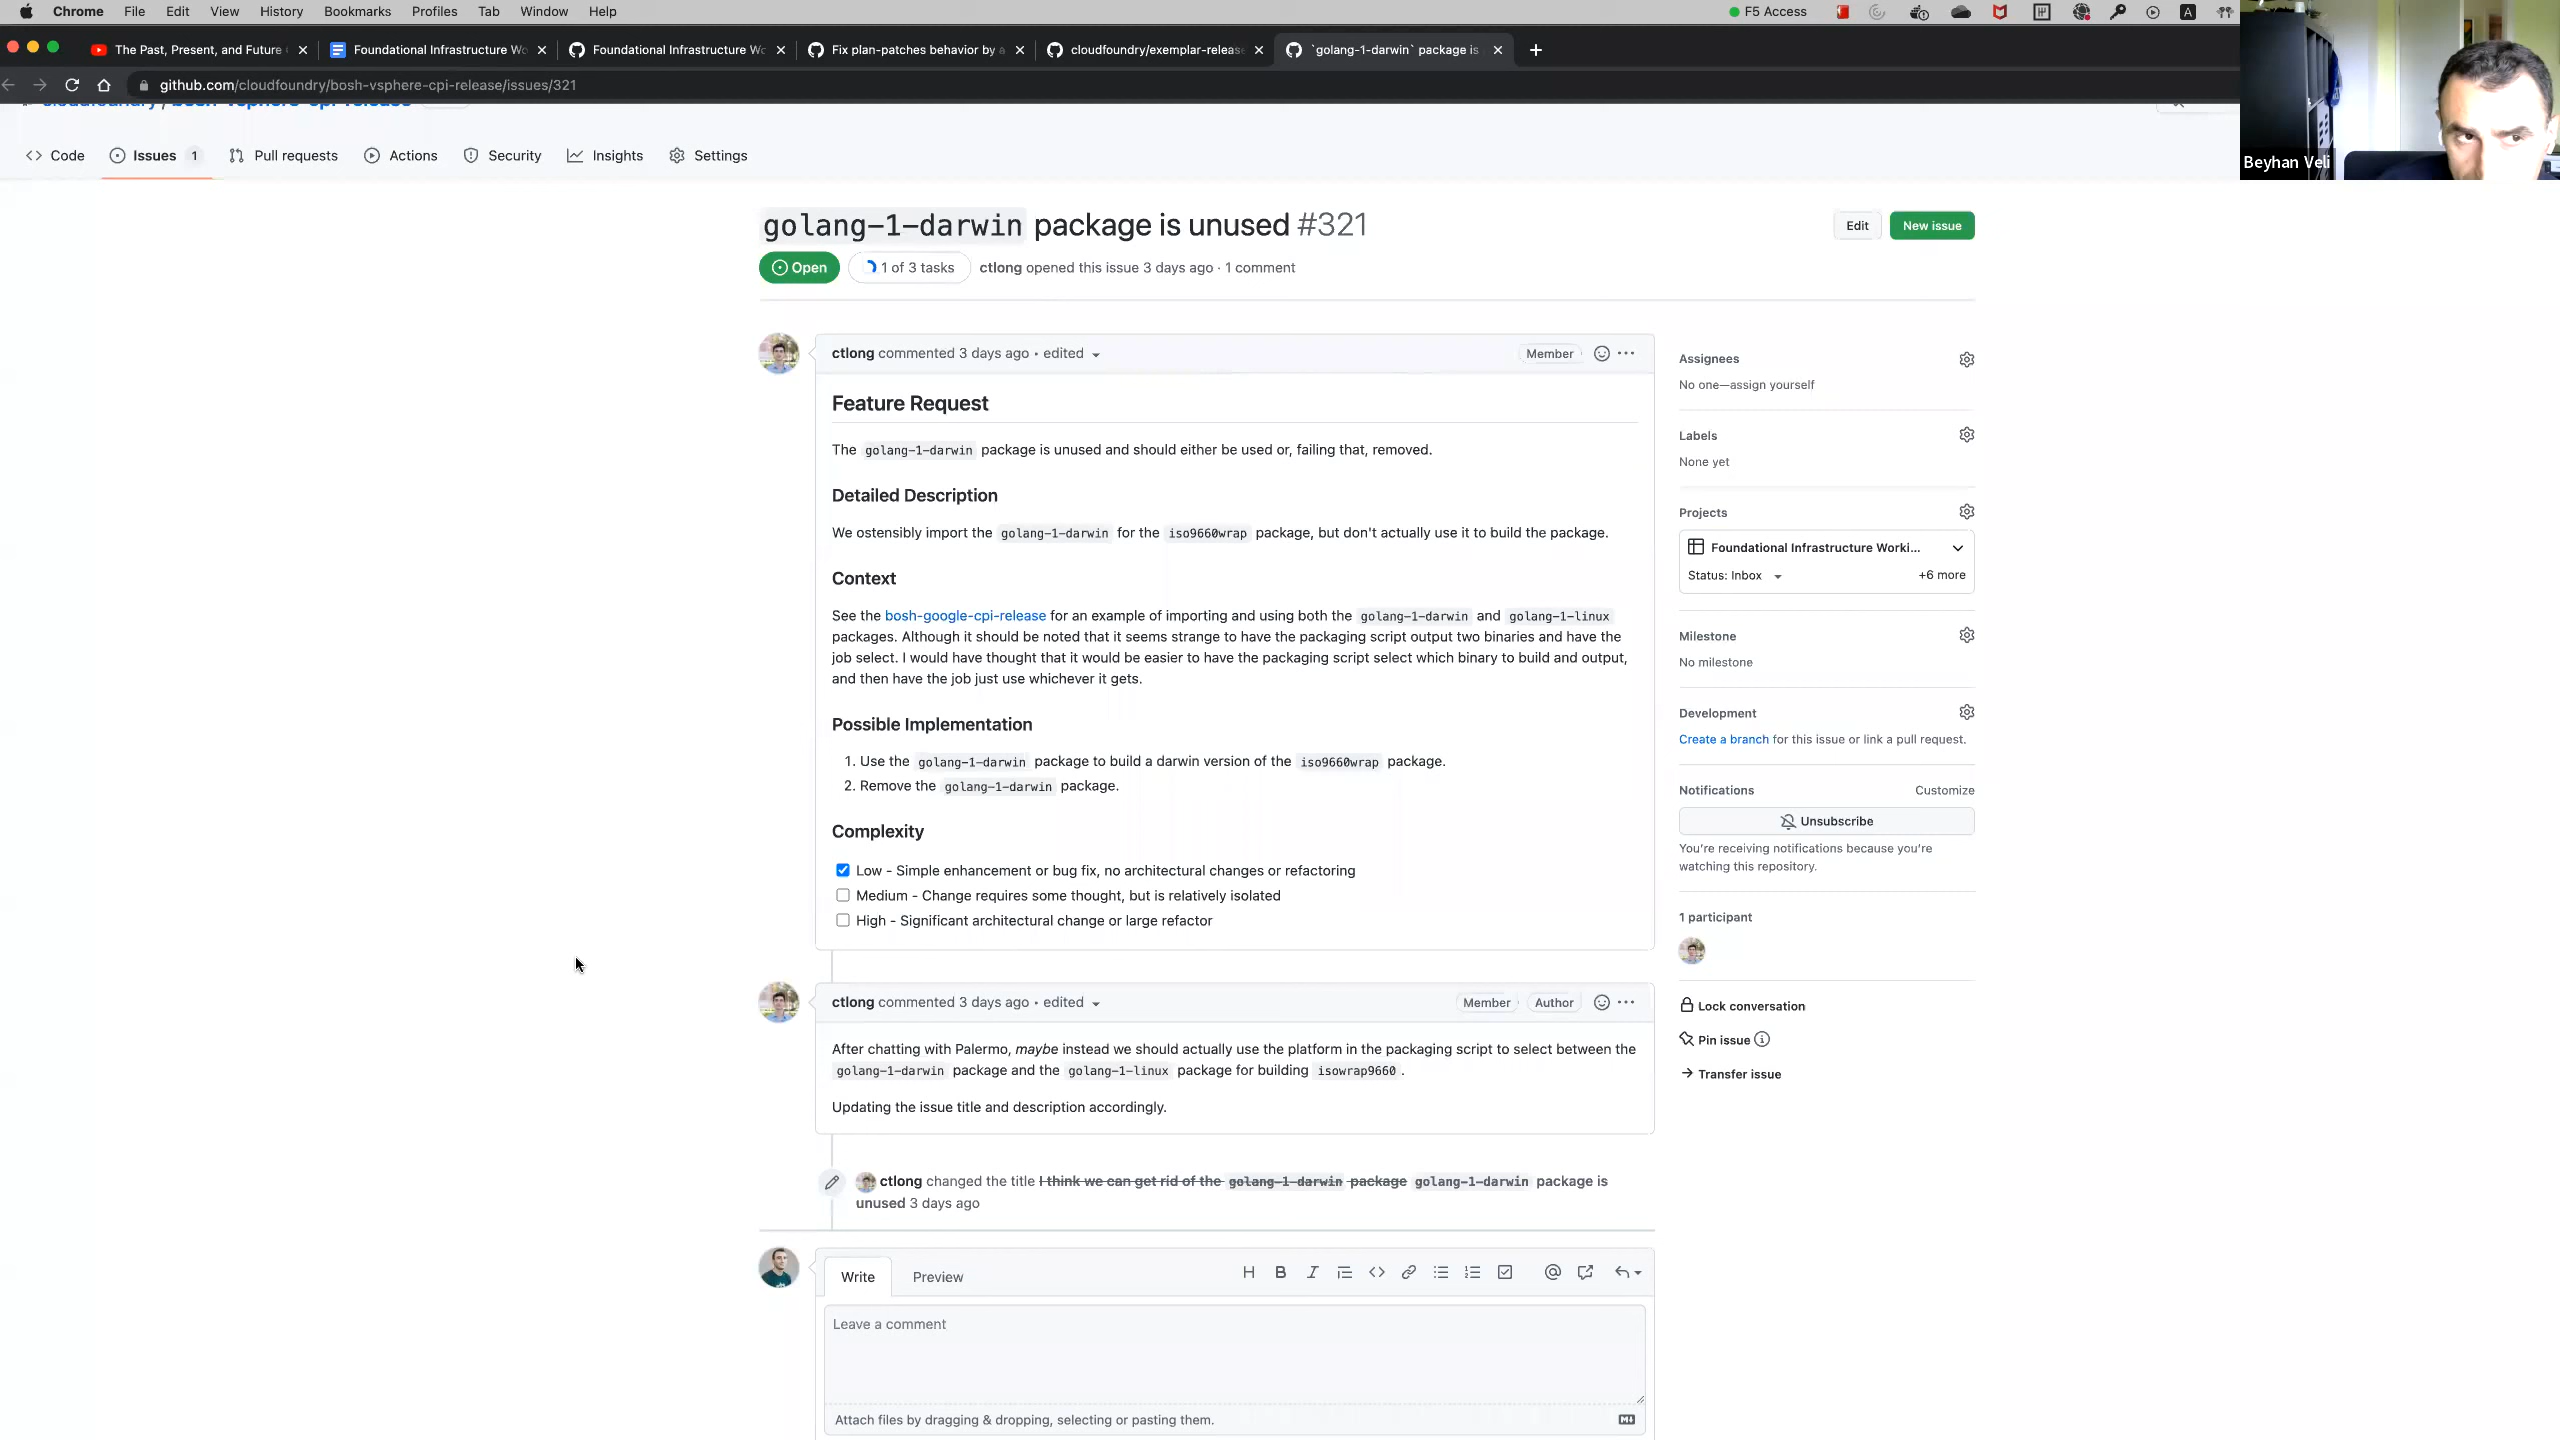 Chrome File Edit View History Bookmarks Profiles Tab Window Help
F5 Access
The Past, Present, and Future
Foundational Infrastructure Wo
Foundational Infrastructure Wo
Fix plan-patches behavior by a
cloudfoundry/exemplar-release
`golang-1-darwin` package is
github.com/cloudfoundry/bosh-vsphere-cpi-release/issues/321
Beyhan Veli
cloudfoundry / bosh-vsphere-cpi-release
Code Issues 1 Pull requests Actions Security Insights Settings
golang-1-darwin package is unused #321
Edit New issue
Open 1 of 3 tasks ctlong opened this issue 3 days ago · 1 comment
ctlong commented 3 days ago • edited Member
Feature Request
The golang-1-darwin package is unused and should either be used or, failing that, removed.
Detailed Description
We ostensibly import the golang-1-darwin for the iso9660wrap package, but don't actually use it to build the package.
Context
See the bosh-google-cpi-release for an example of importing and using both the golang-1-darwin and golang-1-linux
packages. Although it should be noted that it seems strange to have the packaging script output two binaries and have the
job select. I would have thought that it would be easier to have the packaging script select which binary to build and output,
and then have the job just use whichever it gets.
Possible Implementation
1. Use the golang-1-darwin package to build a darwin version of the iso9660wrap package.
2. Remove the golang-1-darwin package.
Complexity
Low - Simple enhancement or bug fix, no architectural changes or refactoring
Medium - Change requires some thought, but is relatively isolated
High - Significant architectural change or large refactor
ctlong commented 3 days ago • edited Member Author
After chatting with Palermo, maybe instead we should actually use the platform in the packaging script to select between the
golang-1-darwin package and the golang-1-linux package for building isowrap9660 .
Updating the issue title and description accordingly.
ctlong changed the title I think we can get rid of the golang-1-darwin package golang-1-darwin package is
unused 3 days ago
Write Preview
Leave a comment
Attach files by dragging & dropping, selecting or pasting them.
Assignees
No one—assign yourself
Labels
None yet
Projects
Foundational Infrastructure Worki...
Status: Inbox +6 more
Milestone
No milestone
Development
Create a branch for this issue or link a pull request.
Notifications Customize
Unsubscribe
You're receiving notifications because you're
watching this repository.
1 participant
Lock conversation
Pin issue
Transfer issue